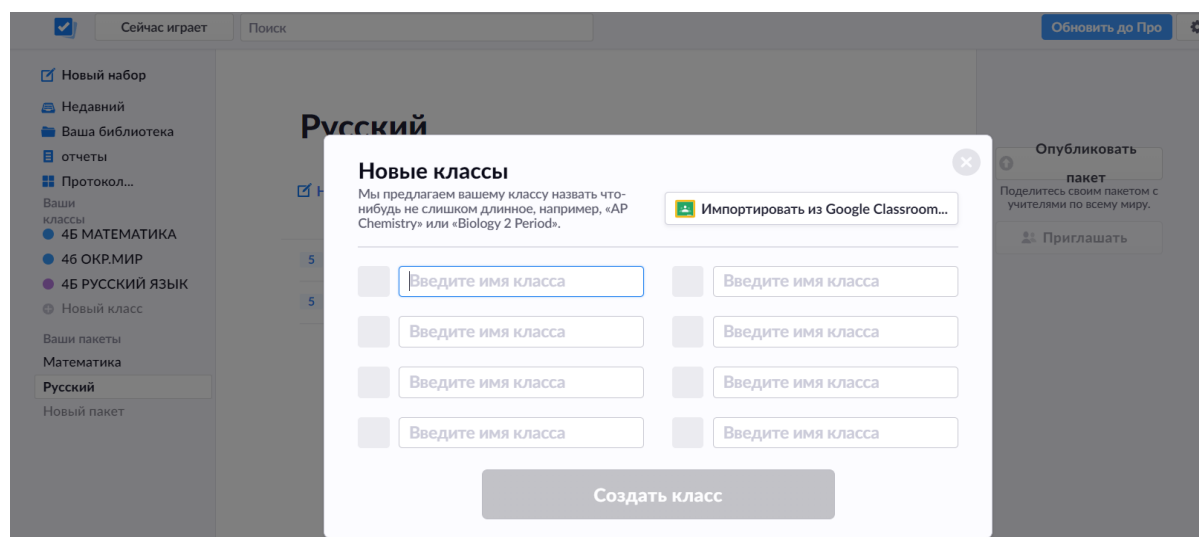 Сейчас играет
Поиск
Обновить до Про
Новый набор
Недавний
Ваша библиотека
отчеты
Протокол...
Ваши
классы
4Б МАТЕМАТИКА
4б ОКР.МИР
4Б РУССКИЙ ЯЗЫК
Новый класс
Ваши пакеты
Математика
Русский
Новый пакет
Русский
Н
5
5
Новые классы
Мы предлагаем вашему классу назвать что-
нибудь не слишком длинное, например, «AP
Chemistry» или «Biology 2 Period».
Импортировать из Google Classroom...
Введите имя класса
Введите имя класса
Введите имя класса
Введите имя класса
Введите имя класса
Введите имя класса
Введите имя класса
Введите имя класса
Создать класс
Опубликовать
пакет
Поделитесь своим пакетом с
учителями по всему миру.
Приглашать